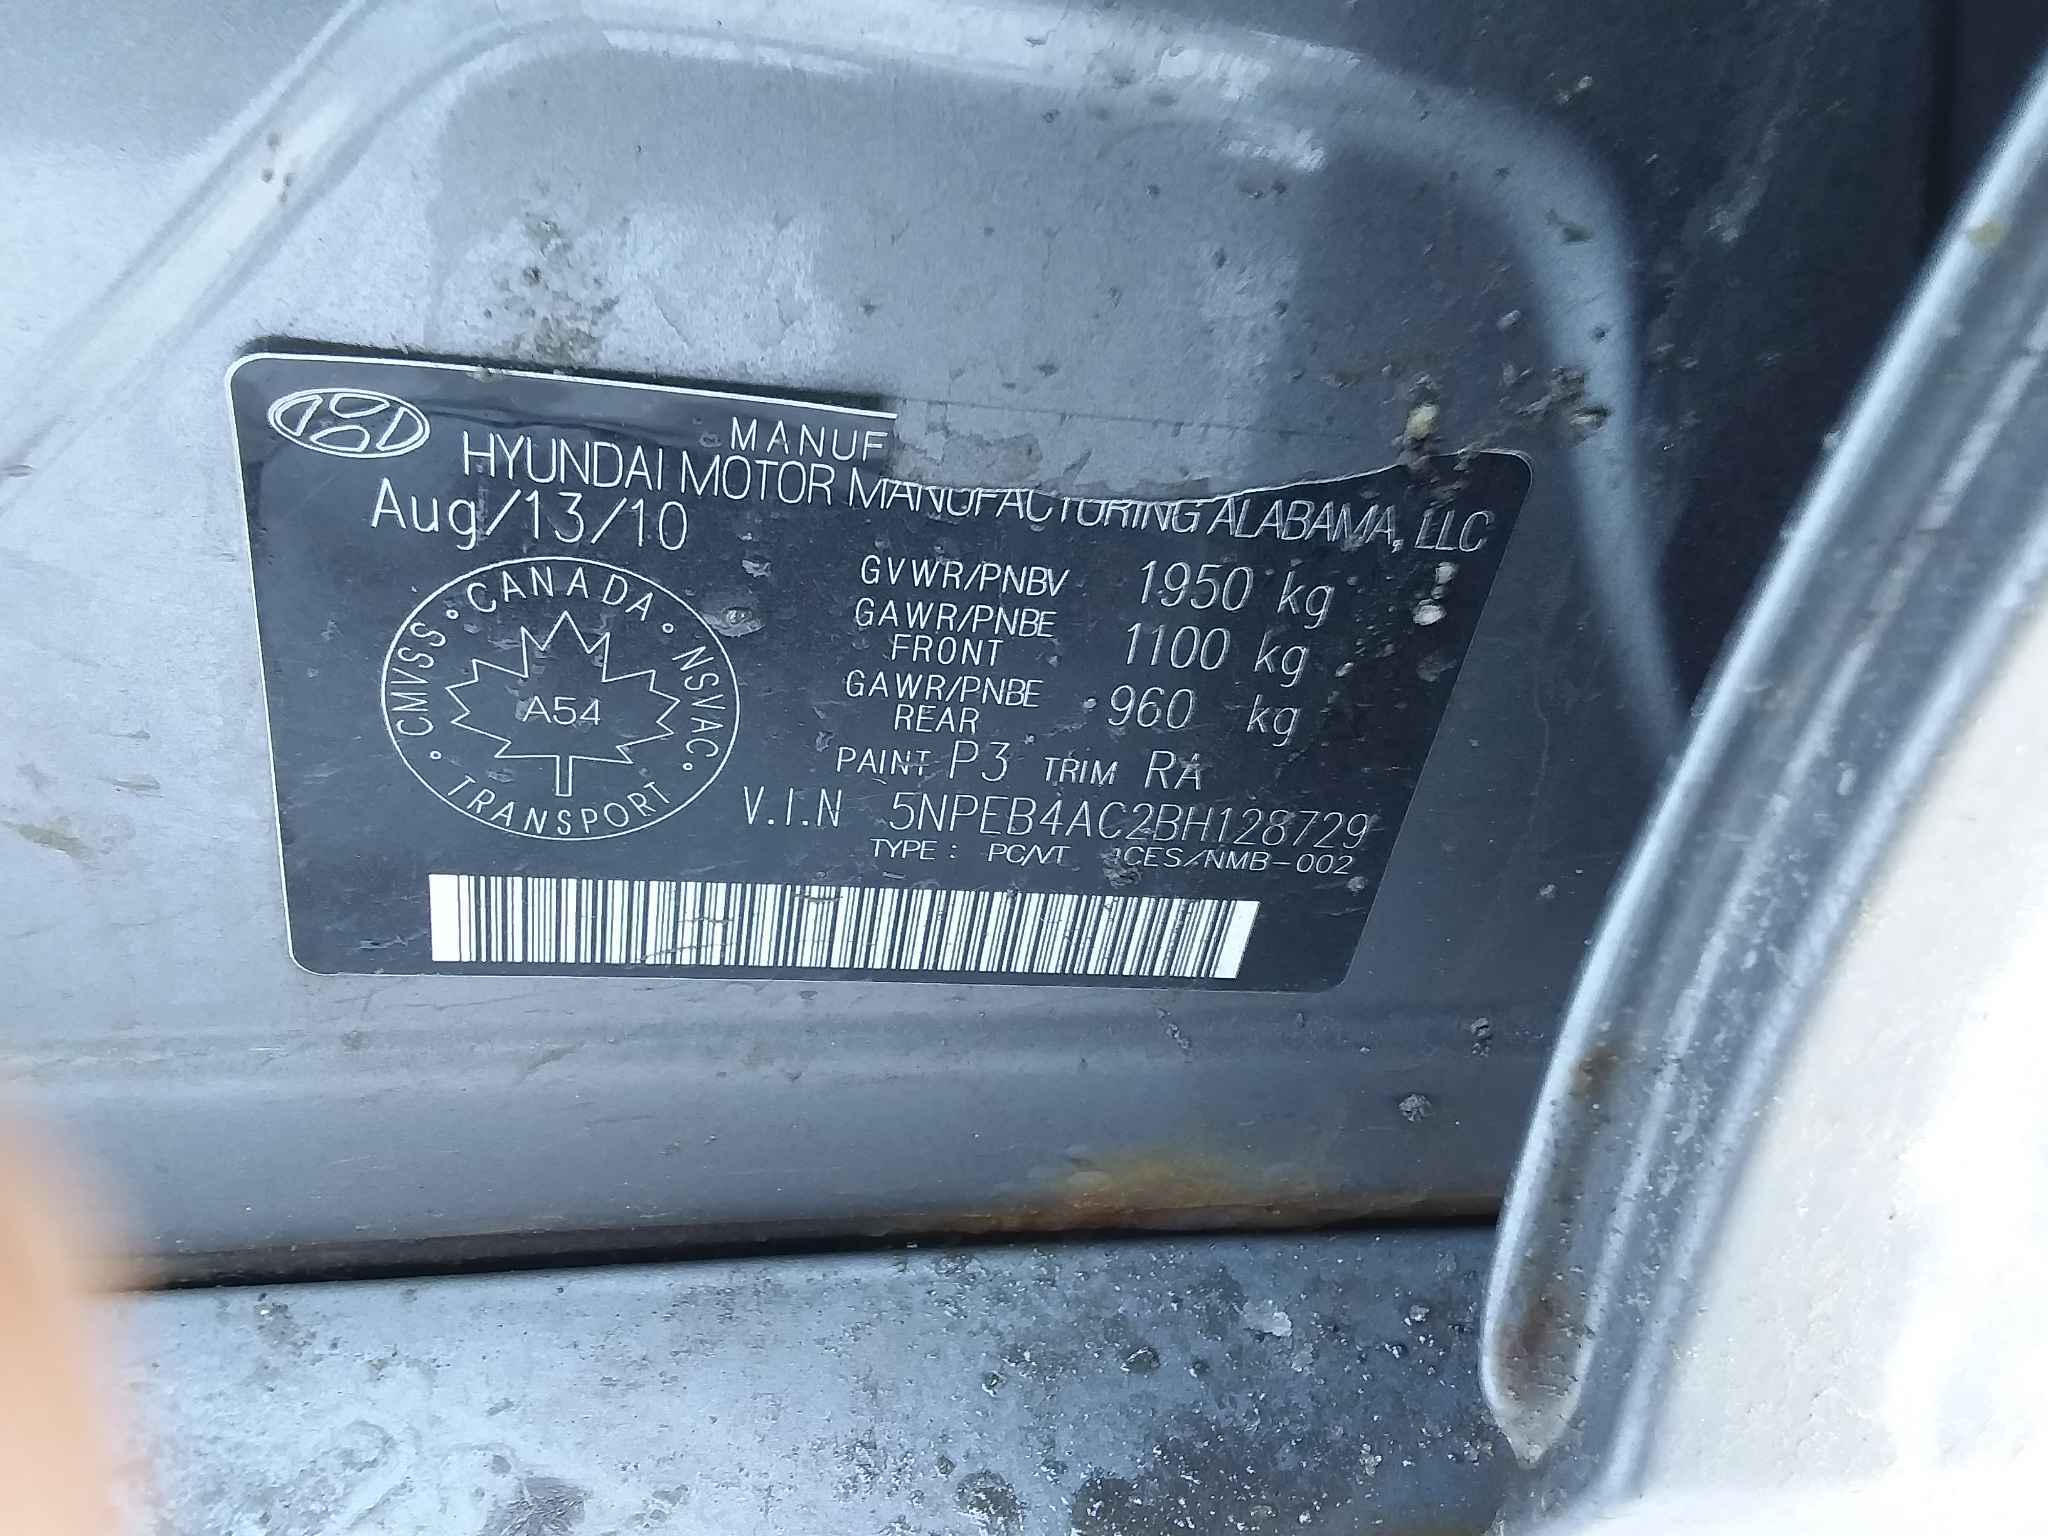 MANUF
HYUNDAI MOTOR MANUFACTURING ALABAMA, LLC
Aug/13/10
CANADA • NSVAC • TRANSPORT • CMVSS •
A54
GVWR/PNBV 1950 kg
GAWR/PNBE FRONT 1100 kg
GAWR/PNBE REAR 960 kg
PAINT P3 TRIM RA
V.I.N 5NPEB4AC2BH128729
TYPE : PC/VT ICES/NMB-002